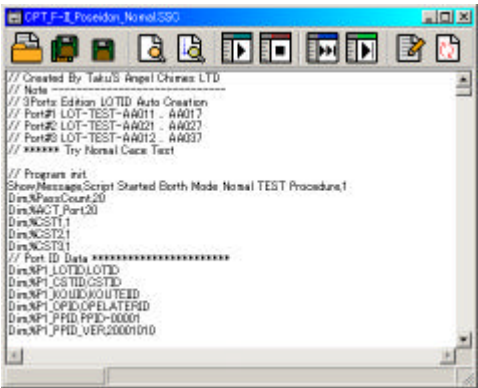 OPT_F-II_Poseidon_Nomal.SSC
// Created By Taku'S Angel Chimes LTD
// Note -----------------------------
// 3Ports Edition LOTID Auto Creation
// Port#1 LOT-TEST-AA011 .. AA017
// Port#2 LOT-TEST-AA021 .. AA027
// Port#3 LOT-TEST-AA012 .. AA037
// ****** Try Nomal Cace Text
// Program init
Show,Message,Script Started Borth Mode Nomal TEST Procedure,1
Dim,%PassCount,20
Dim,%ACT_Port,20
Dim,%CST1,1
Dim,%CST2,1
Dim,%CST3,1
// Port ID Data ***********************
Dim,%P1_LOTID,LOTID
Dim,%P1_CSTID,CSTID
Dim,%P1_KOUID,KOUTEIID
Dim,%P1_OPID,OPELATERID
Dim,%P1_PPID,PPID-00001
Dim,%P1_PPID_VER,20001010